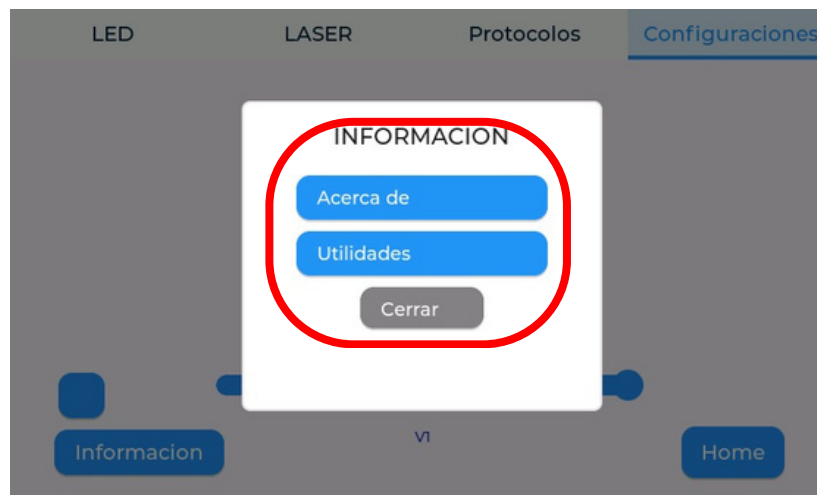 LED LASER Protocolos Configuraciones
INFORMACION
Acerca de
Utilidades
Cerrar
V1
Informacion Home